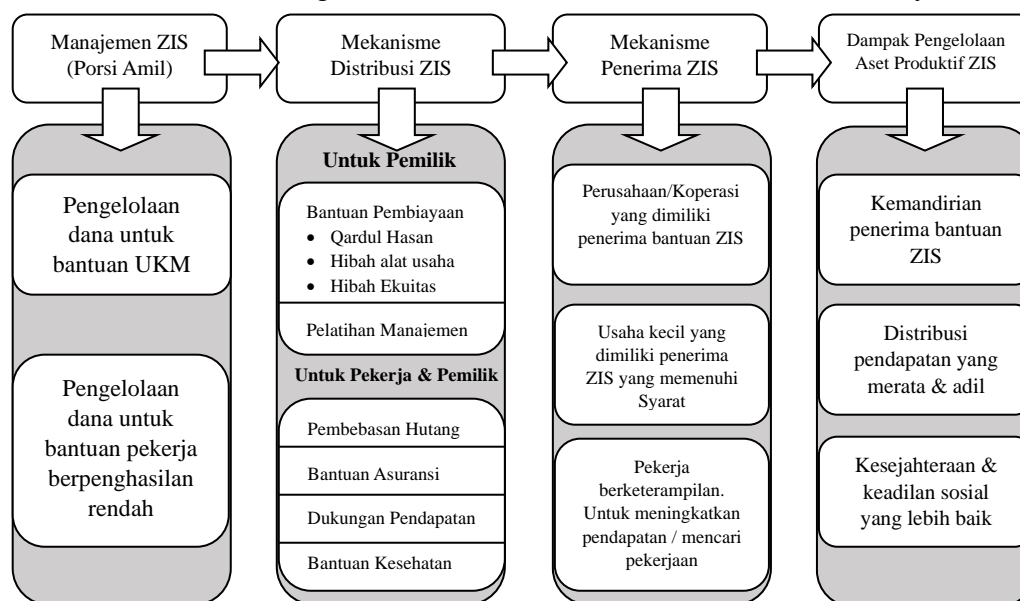 Manajemen ZIS
(Porsi Amil)
Mekanisme
Distribusi ZIS
Mekanisme
Penerima ZIS
Dampak Pengelolaan
Aset Produktif ZIS
Pengelolaan
dana untuk
bantuan UKM
Pengelolaan
dana untuk
bantuan pekerja
berpenghasilan
rendah
Untuk Pemilik
Bantuan Pembiayaan
• Qardul Hasan
• Hibah alat usaha
• Hibah Ekuitas
Pelatihan Manajemen
Untuk Pekerja & Pemilik
Pembebasan Hutang
Bantuan Asuransi
Dukungan Pendapatan
Bantuan Kesehatan
Perusahaan/Koperasi
yang dimiliki
penerima bantuan ZIS
Usaha kecil yang
dimiliki penerima
ZIS yang memenuhi
Syarat
Pekerja
berketerampilan.
Untuk meningkatkan
pendapatan / mencari
pekerjaan
Kemandirian
penerima bantuan
ZIS
Distribusi
pendapatan yang
merata & adil
Kesejahteraan &
keadilan sosial
yang lebih baik